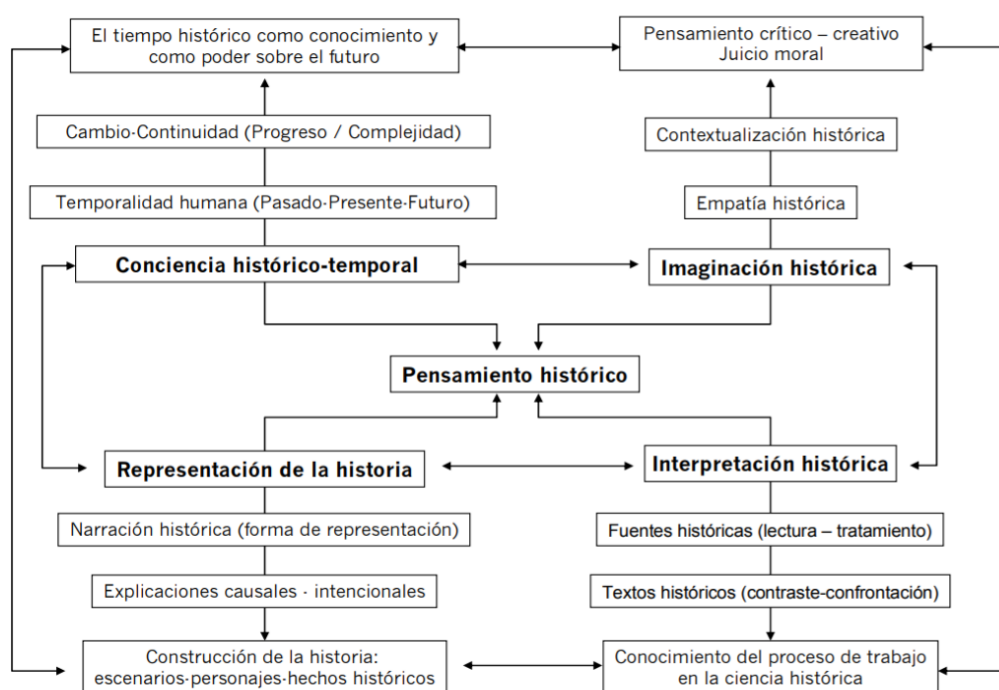 El tiempo histórico como conocimiento y
como poder sobre el futuro
Pensamiento crítico – creativo
Juicio moral
Cambio-Continuidad (Progreso / Complejidad)
Contextualización histórica
Temporalidad humana (Pasado-Presente-Futuro)
Empatía histórica
Conciencia histórico-temporal
Imaginación histórica
Pensamiento histórico
Representación de la historia
Interpretación histórica
Narración histórica (forma de representación)
Fuentes históricas (lectura – tratamiento)
Explicaciones causales - intencionales
Textos históricos (contraste-confrontación)
Construcción de la historia:
escenarios-personajes-hechos históricos
Conocimiento del proceso de trabajo
en la ciencia histórica